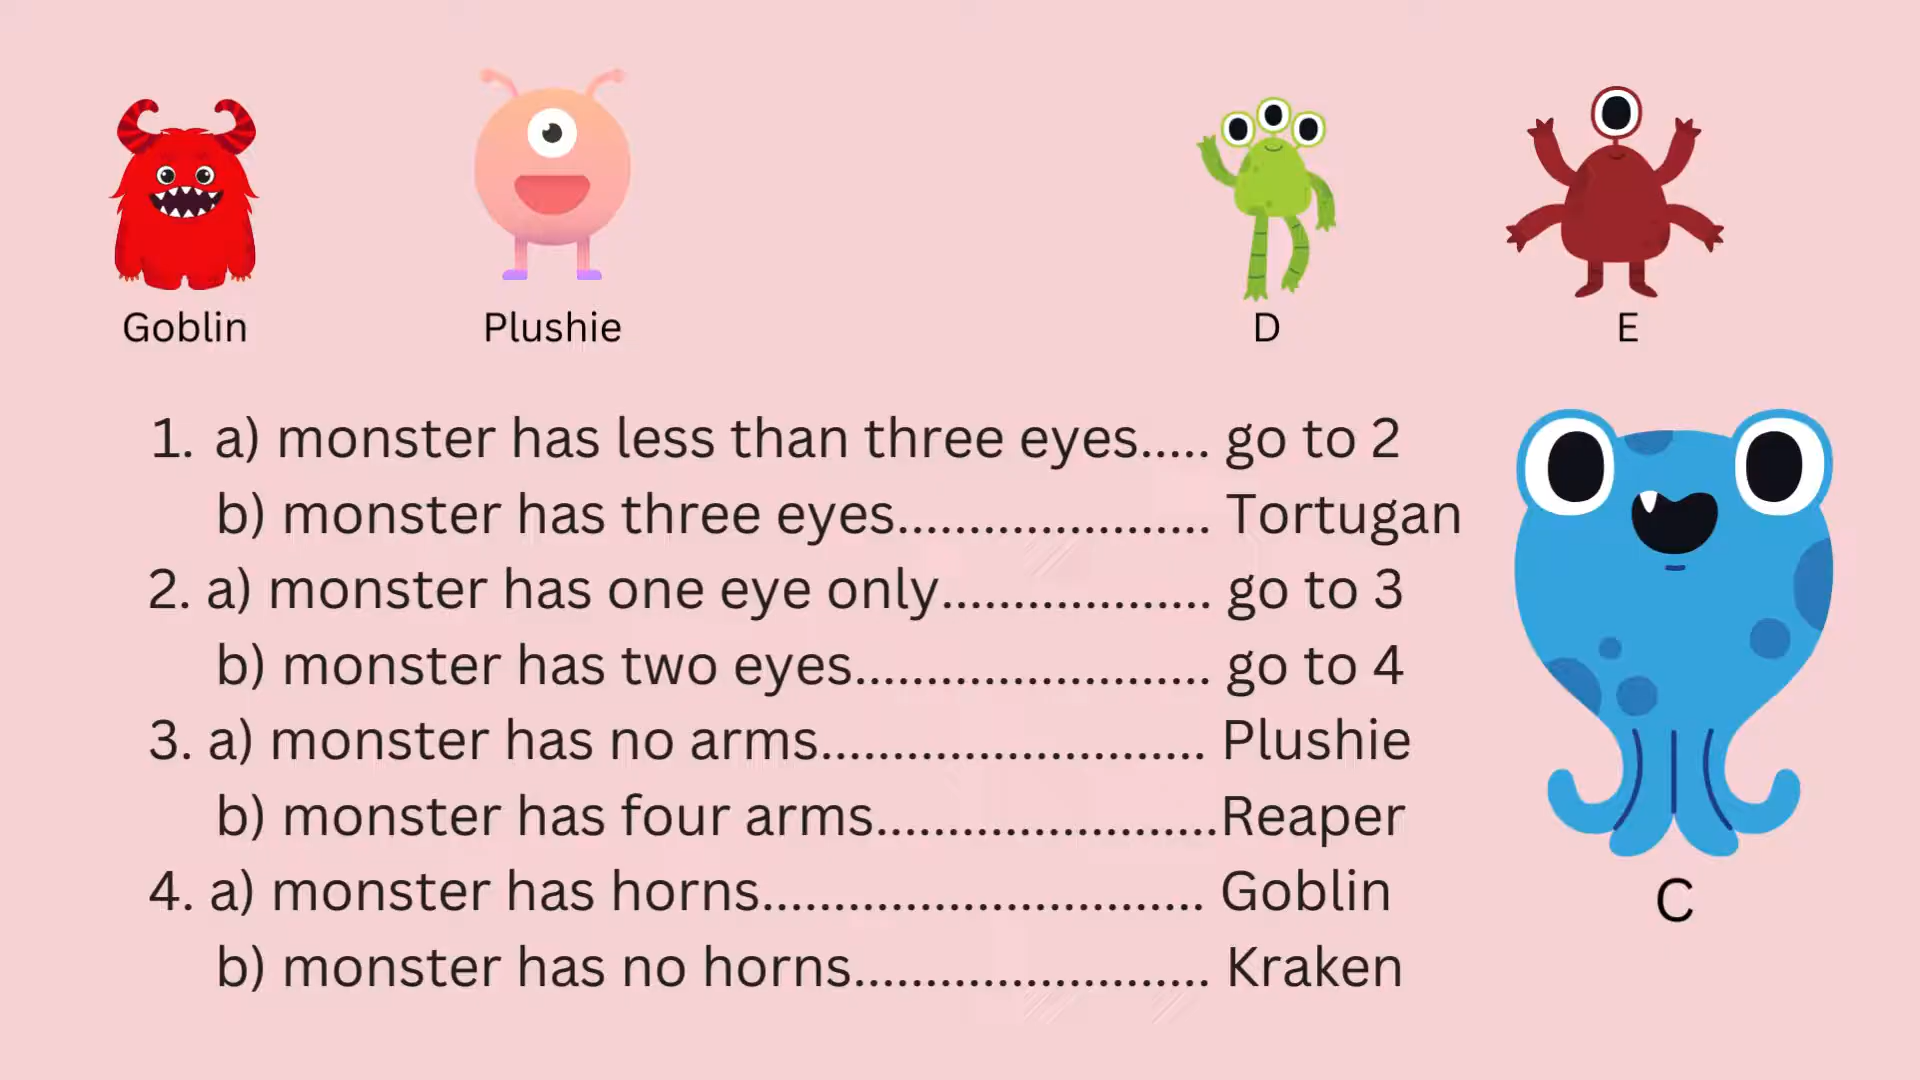 Goblin
Plushie
D
E
1. a) monster has less than three eyes..... go to 2
b) monster has three eyes...................... Tortugan
2. a) monster has one eye only................... go to 3
b) monster has two eyes......................... go to 4
3. a) monster has no arms........................... Plushie
b) monster has four arms........................Reaper
4. a) monster has horns............................... Goblin
b) monster has no horns......................... Kraken
C